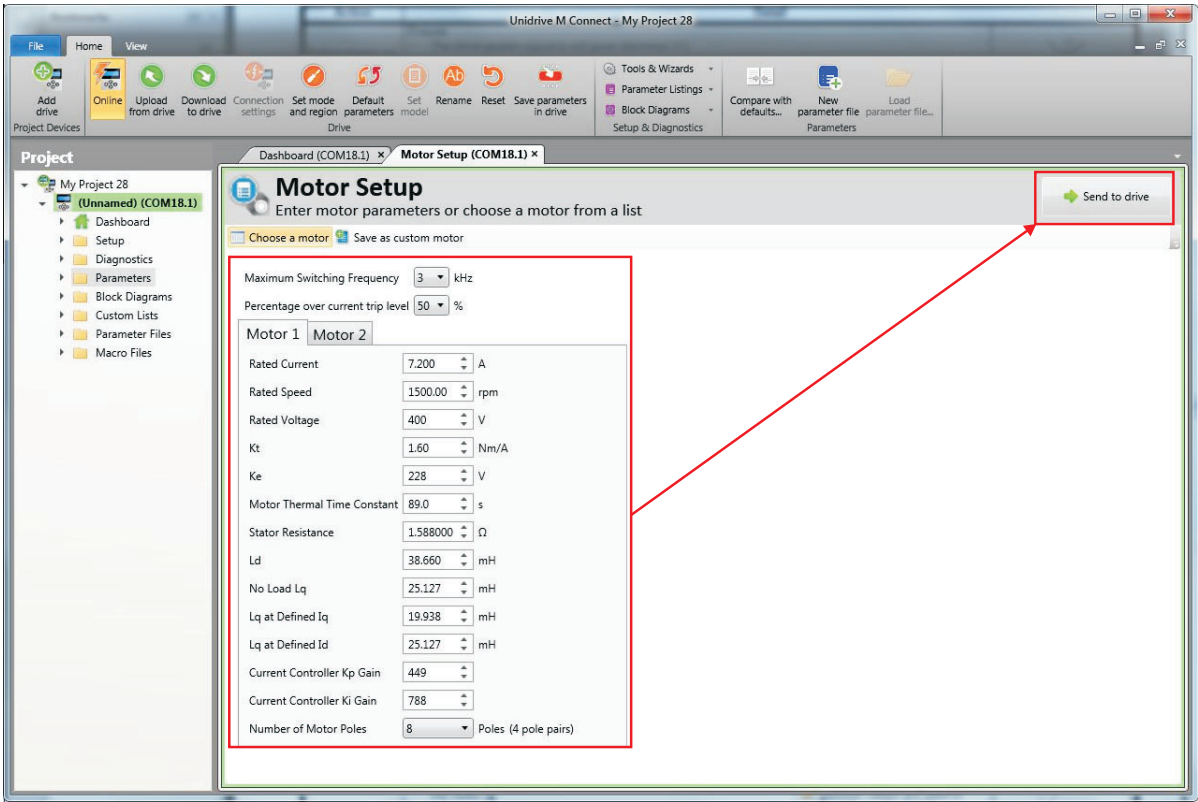 Unidrive M Connect - My Project 28
File Home View
Add drive
Project Devices
Online
Upload from drive
Download to drive
Connection settings
Set mode and region
Default parameters
Set model
Rename
Reset
Save parameters in drive
Drive
Tools & Wizards
Parameter Listings
Block Diagrams
Setup & Diagnostics
Compare with defaults...
New parameter file
Load parameter file...
Parameters
Project
My Project 28
(Unnamed) (COM18.1)
Dashboard
Setup
Diagnostics
Parameters
Block Diagrams
Custom Lists
Parameter Files
Macro Files
Dashboard (COM18.1) × Motor Setup (COM18.1) ×
Motor Setup
Enter motor parameters or choose a motor from a list
Send to drive
Choose a motor Save as custom motor
Maximum Switching Frequency 3 kHz
Percentage over current trip level 50 %
Motor 1 Motor 2
Rated Current 7.200 A
Rated Speed 1500.00 rpm
Rated Voltage 400 V
Kt 1.60 Nm/A
Ke 228 V
Motor Thermal Time Constant 89.0 s
Stator Resistance 1.588000 Ω
Ld 38.660 mH
No Load Lq 25.127 mH
Lq at Defined Iq 19.938 mH
Lq at Defined Id 25.127 mH
Current Controller Kp Gain 449
Current Controller Ki Gain 788
Number of Motor Poles 8 Poles (4 pole pairs)